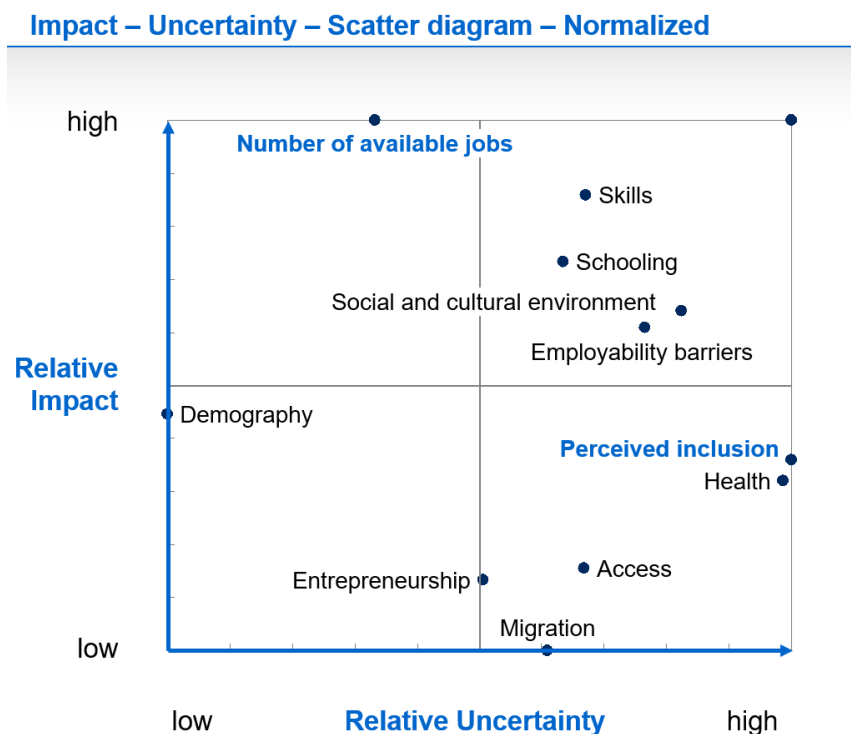 Impact – Uncertainty – Scatter diagram – Normalized
high
Number of available jobs
Skills
Schooling
Social and cultural environment
Employability barriers
Relative
Impact
Demography
Perceived inclusion
Health
Access
Entrepreneurship
Migration
low
low
Relative Uncertainty
high